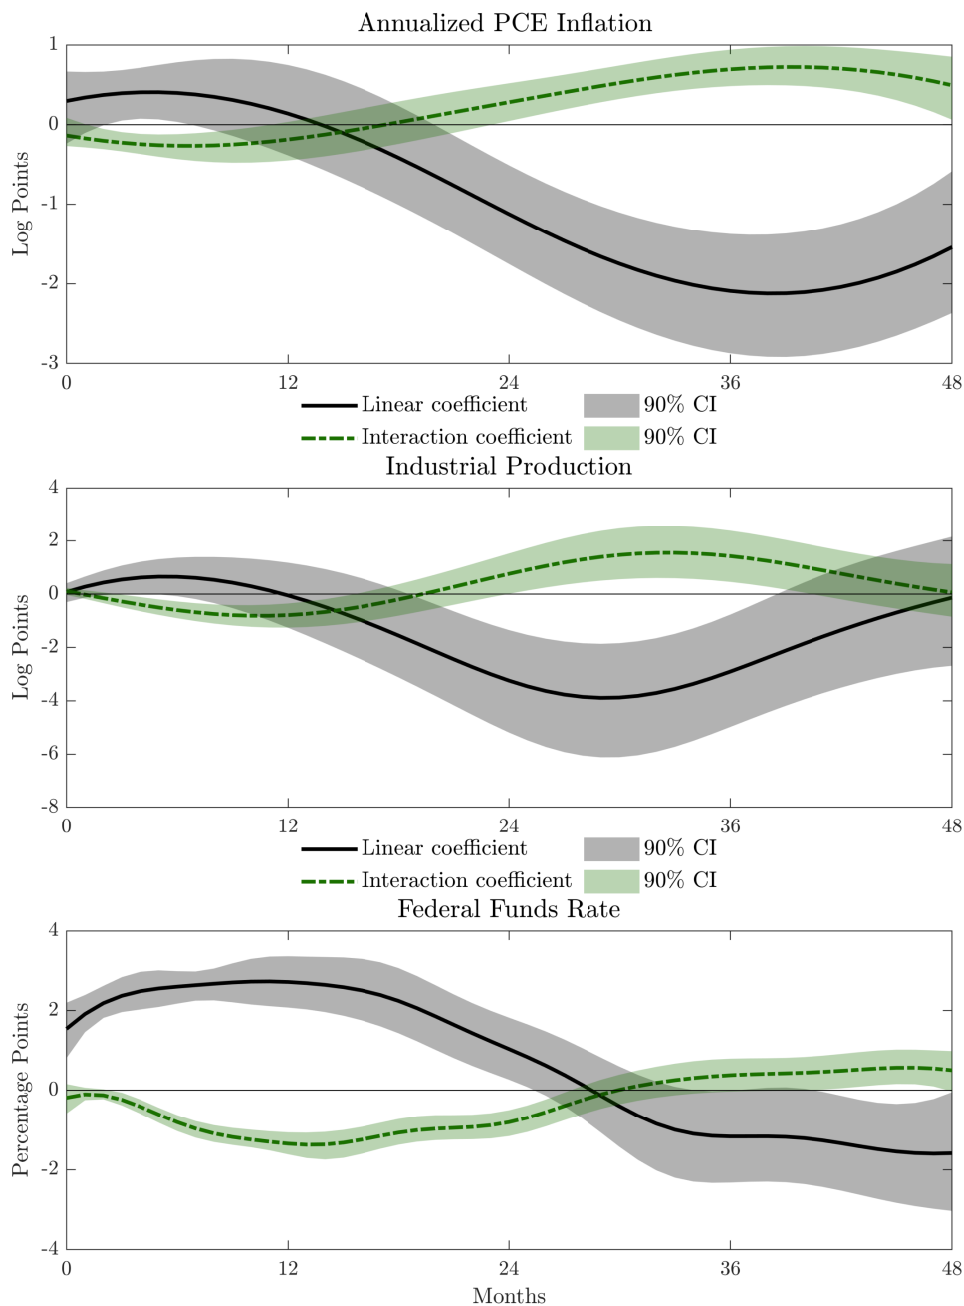 Annualized PCE Inflation
1
0
-1
-2
-3
Log Points
0 12 24 36 48
Linear coefficient 90% CI
Interaction coefficient 90% CI
Industrial Production
4
2
0
-2
-4
-6
-8
Log Points
0 12 24 36 48
Linear coefficient 90% CI
Interaction coefficient 90% CI
Federal Funds Rate
4
2
0
-2
-4
Percentage Points
0 12 24 36 48
Months